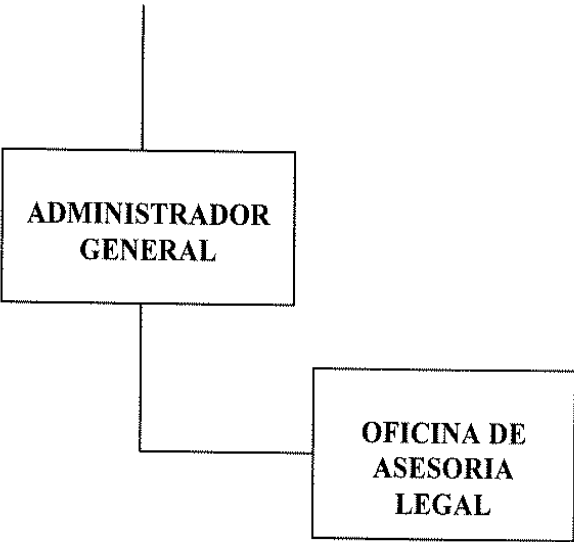 ADMINISTRADOR
GENERAL
OFICINA DE
ASESORIA
LEGAL